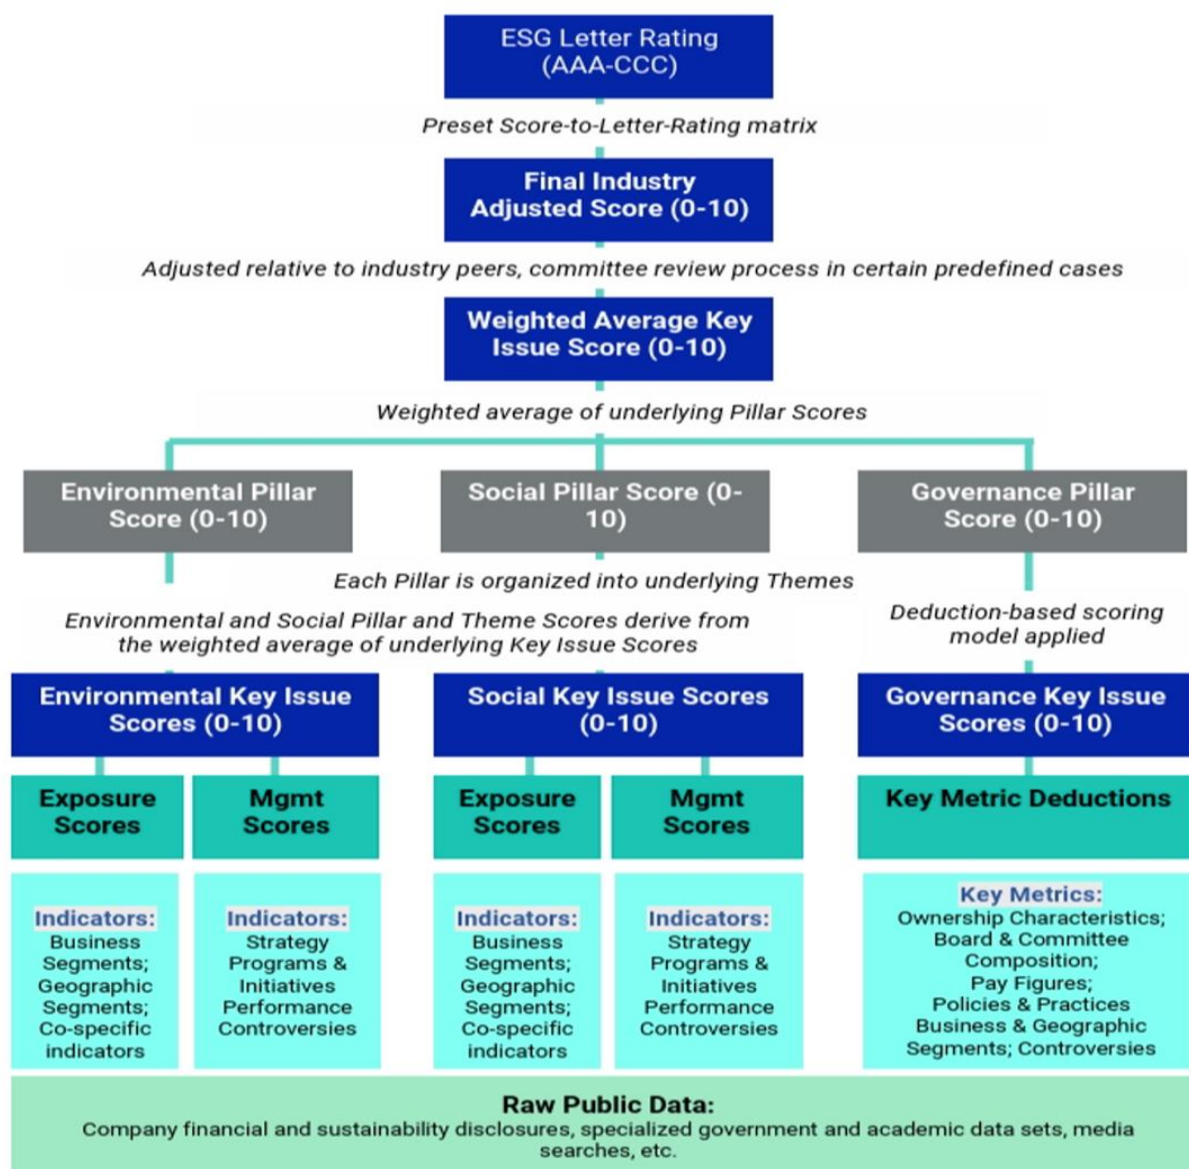 ESG Letter Rating
(AAA-CCC)
Preset Score-to-Letter-Rating matrix
Final Industry
Adjusted Score (0-10)
Adjusted relative to industry peers, committee review process in certain predefined cases
Weighted Average Key
Issue Score (0-10)
Weighted average of underlying Pillar Scores
Environmental Pillar
Score (0-10)
Social Pillar Score (0-
10)
Governance Pillar
Score (0-10)
Each Pillar is organized into underlying Themes
Environmental and Social Pillar and Theme Scores derive from
the weighted average of underlying Key Issue Scores
Deduction-based scoring
model applied
Environmental Key Issue
Scores (0-10)
Social Key Issue Scores
(0-10)
Governance Key Issue
Scores (0-10)
Exposure
Scores
Mgmt
Scores
Exposure
Scores
Mgmt
Scores
Key Metric Deductions
Indicators:
Business
Segments;
Geographic
Segments;
Co-specific
indicators
Indicators:
Strategy
Programs &
Initiatives
Performance
Controversies
Indicators:
Business
Segments;
Geographic
Segments;
Co-specific
indicators
Indicators:
Strategy
Programs &
Initiatives
Performance
Controversies
Key Metrics:
Ownership Characteristics;
Board & Committee
Composition;
Pay Figures;
Policies & Practices
Business & Geographic
Segments; Controversies
Raw Public Data:
Company financial and sustainability disclosures, specialized government and academic data sets, media
searches, etc.